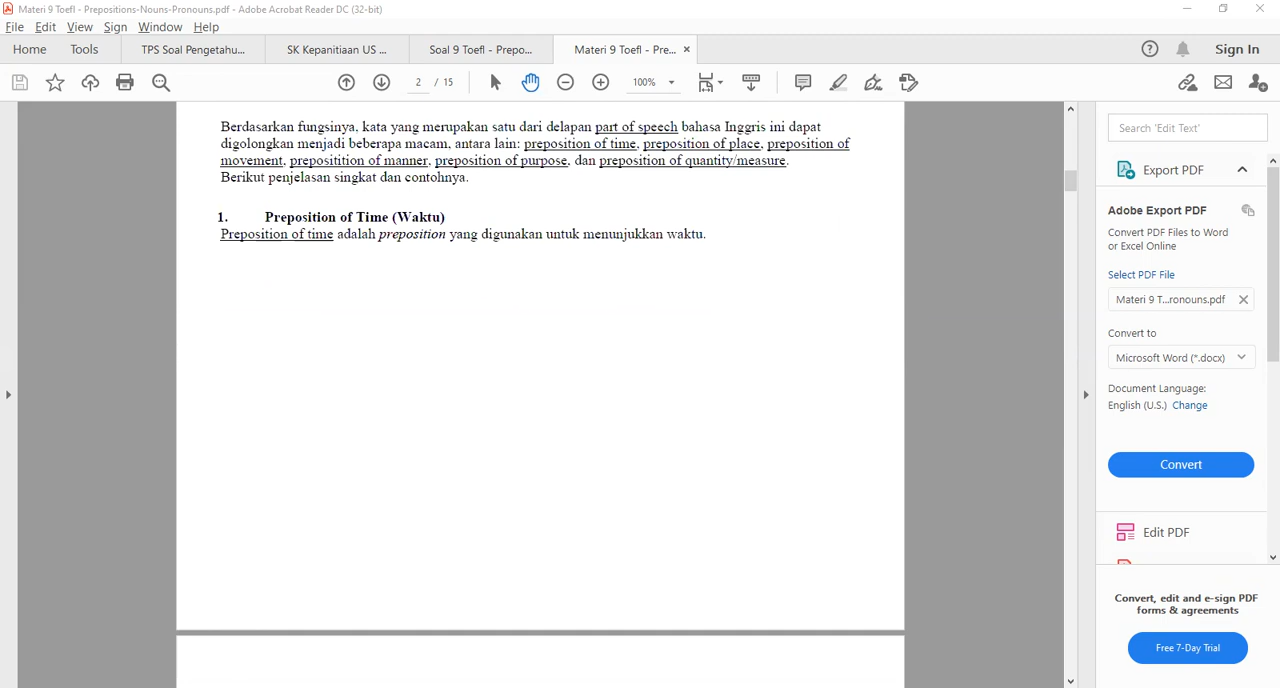 Materi 9 Toefl - Prepositions-Nouns-Pronouns.pdf - Adobe Acrobat Reader DC (32-bit)
File Edit View Sign Window Help
Home Tools TPS Soal Pengetahu... SK Kepanitiaan US ... Soal 9 Toefl - Prepo... Materi 9 Toefl - Pre... × Sign In
2 / 15 100%
Berdasarkan fungsinya, kata yang merupakan satu dari delapan part of speech bahasa Inggris ini dapat
digolongkan menjadi beberapa macam, antara lain: preposition of time, preposition of place, preposition of
movement, preposistition of manner, preposition of purpose, dan preposition of quantity/measure.
Berikut penjelasan singkat dan contohnya.
1. Preposition of Time (Waktu)
Preposition of time adalah preposition yang digunakan untuk menunjukkan waktu.
Search 'Edit Text'
Export PDF
Adobe Export PDF
Convert PDF Files to Word
or Excel Online
Select PDF File
Materi 9 T...ronouns.pdf
Convert to
Microsoft Word (*.docx)
Document Language:
English (U.S.) Change
Convert
Edit PDF
Convert, edit and e-sign PDF
forms & agreements
Free 7-Day Trial